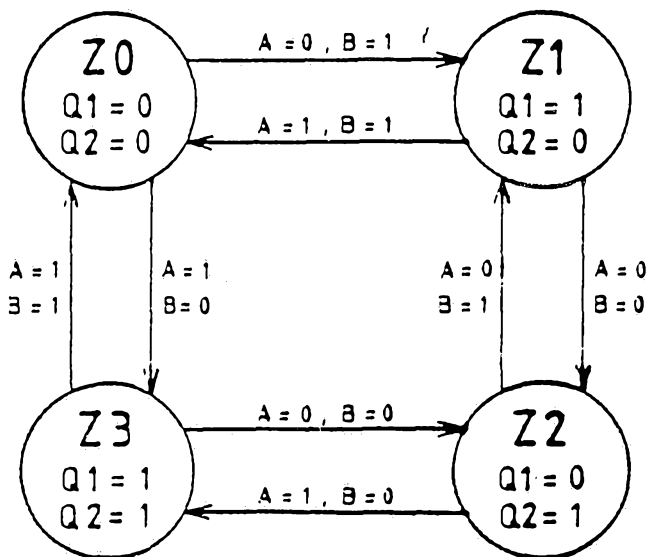 Z0
Q1 = 0
Q2 = 0
A = 0 , B = 1
A = 1 , B = 1
Z1
Q1 = 1
Q2 = 0
A = 1
B = 1
A = 1
B = 0
A = 0
B = 1
A = 0
B = 0
Z3
Q1 = 1
Q2 = 1
A = 0 , B = 0
A = 1 , B = 0
Z2
Q1 = 0
Q2 = 1